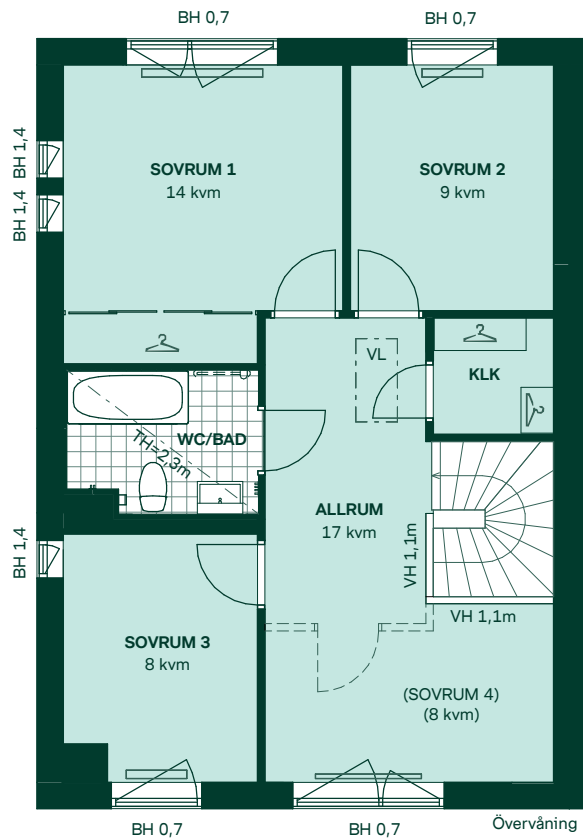 BH 0,7
BH 0,7
BH 1,4
BH 1,4
SOVRUM 1
14 kvm
SOVRUM 2
9 kvm
VL
KLK
WC/BAD
TH=2,3m
ALLRUM
17 kvm
VH 1,1m
BH 1,4
VH 1,1m
SOVRUM 3
8 kvm
(SOVRUM 4)
(8 kvm)
BH 0,7
BH 0,7
Övervåning